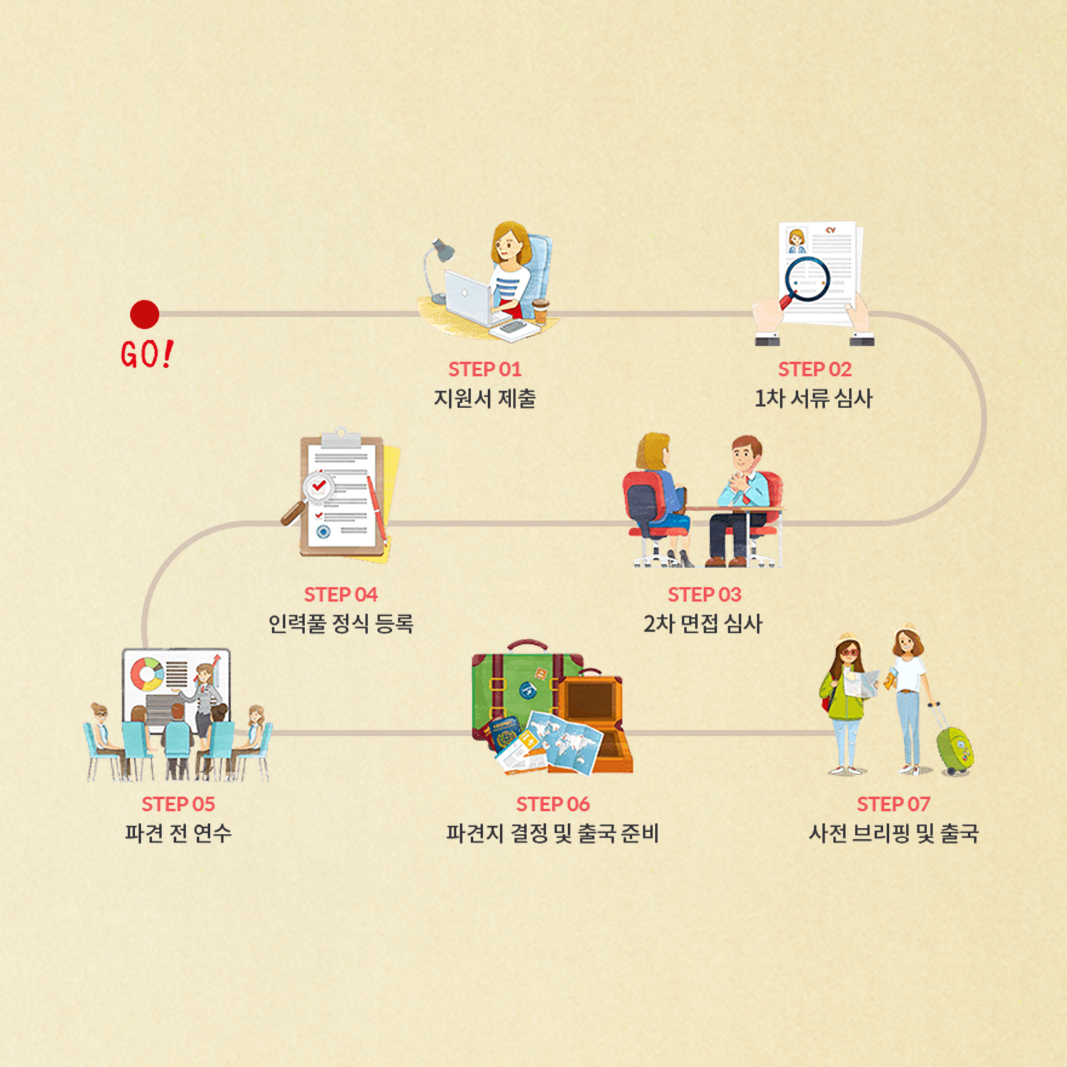 GO!
CV
STEP 01
지원서 제출
STEP 02
1차 서류 심사
STEP 03
2차 면접 심사
STEP 04
인력풀 정식 등록
STEP 05
파견 전 연수
STEP 06
파견지 결정 및 출국 준비
STEP 07
사전 브리핑 및 출국